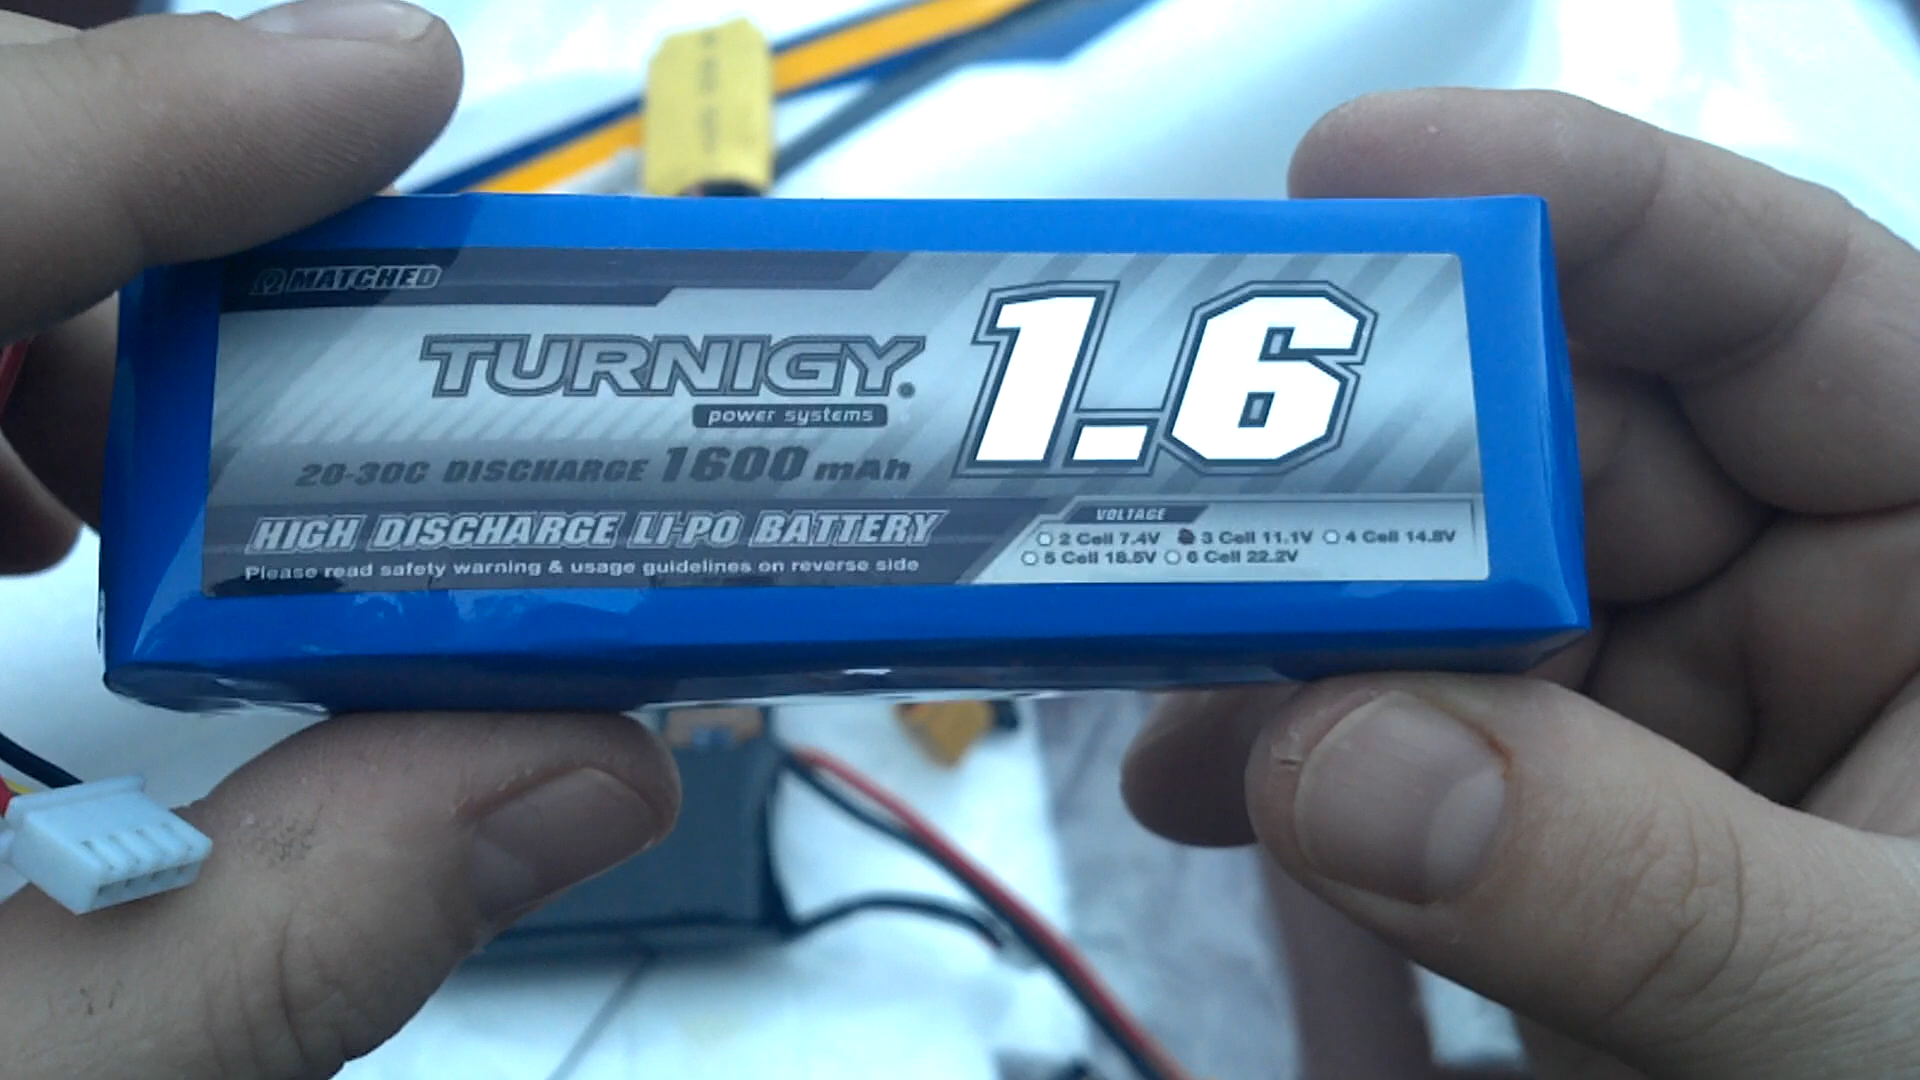 Ω MATCHED
TURNIGY
power systems
1.6
20-30C DISCHARGE 1600 mAh
HIGH DISCHARGE LI-PO BATTERY
Please read safety warning & usage guidelines on reverse side
VOLTAGE
2 Cell 7.4V 3 Cell 11.1V 4 Cell 14.8V
5 Cell 18.5V 6 Cell 22.2V